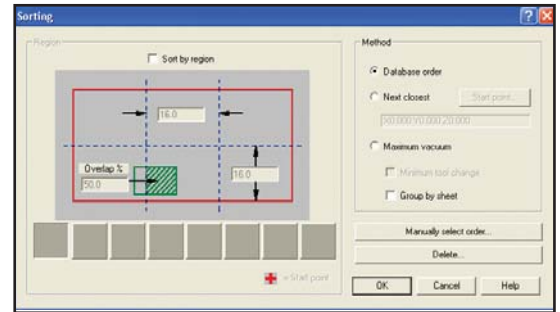 Sorting
Region
Sort by region
16.0
Overlap %
50.0
16.0
= Start point
Method
Database order
Next closest
Start point...
X0.000 Y0.000 Z0.000
Maximum vacuum
Minimum tool change
Group by sheet
Manually select order...
Delete...
OK
Cancel
Help